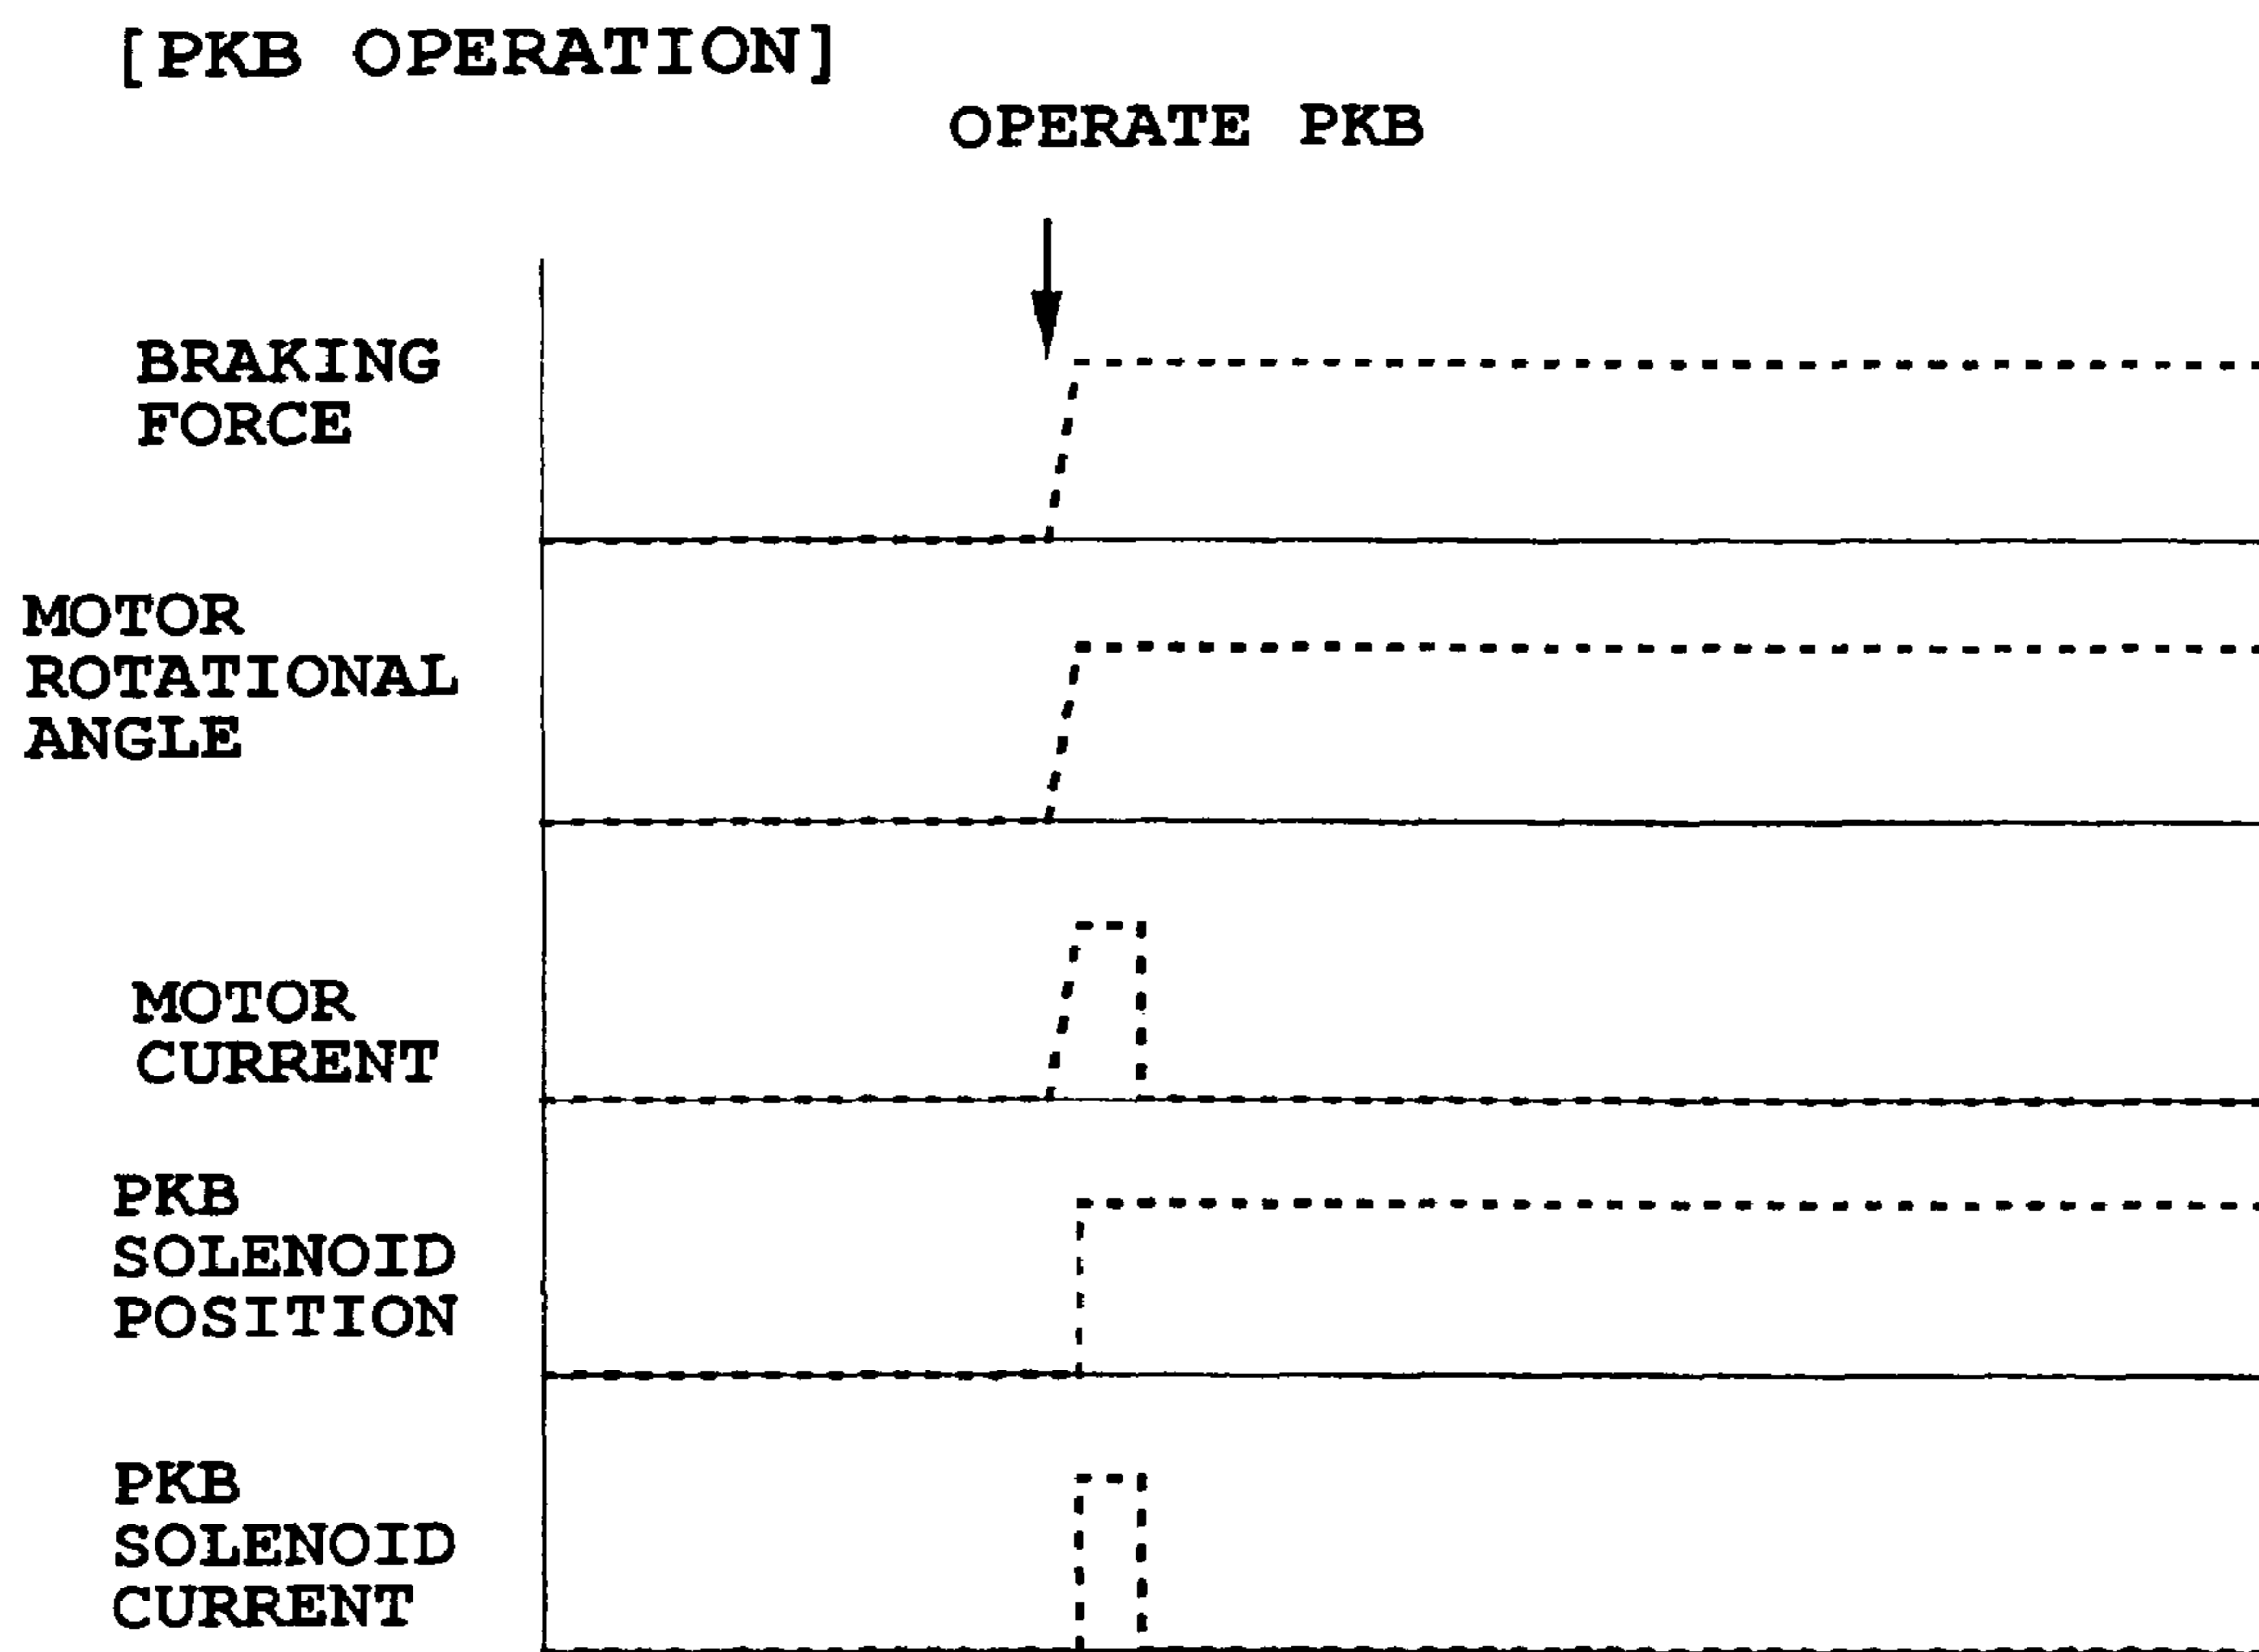 [PKB OPERATION]
OPERATE PKB
BRAKING
FORCE
MOTOR
ROTATIONAL
ANGLE
MOTOR
CURRENT
PKB
SOLENOID
POSITION
PKB
SOLENOID
CURRENT